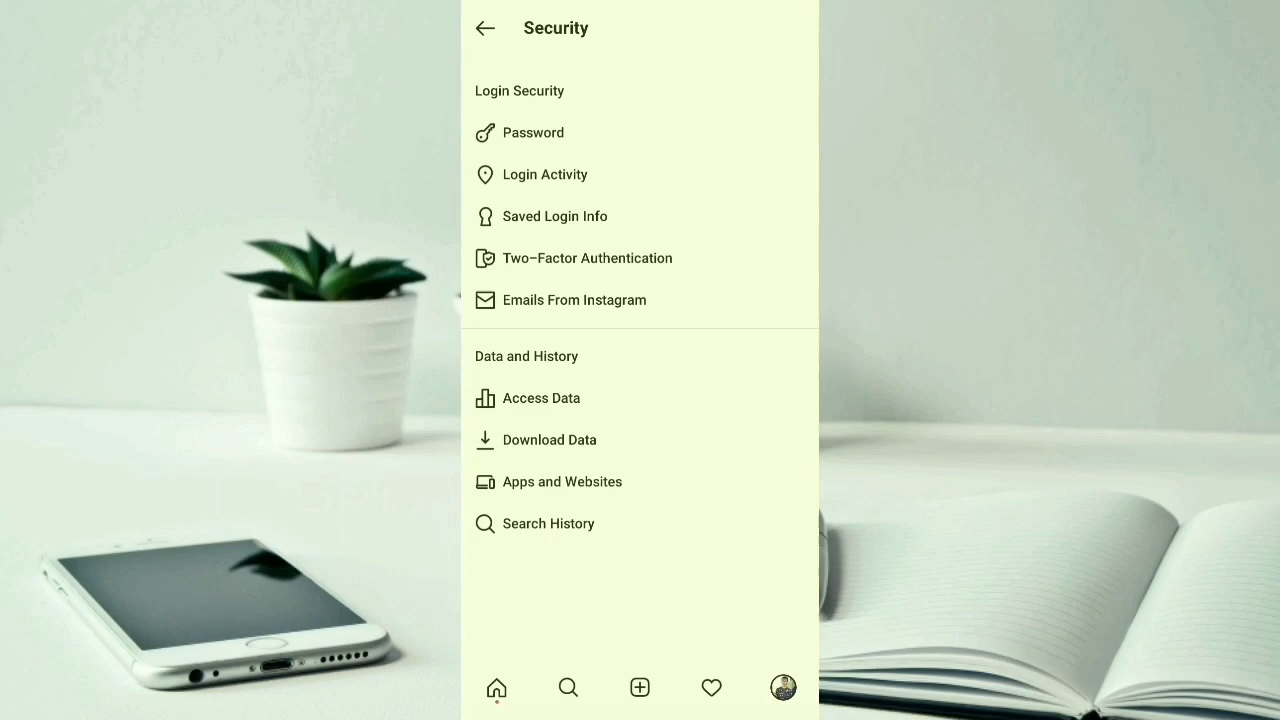 Security
Login Security
Password
Login Activity
Saved Login Info
Two-Factor Authentication
Emails From Instagram
Data and History
Access Data
Download Data
Apps and Websites
Search History